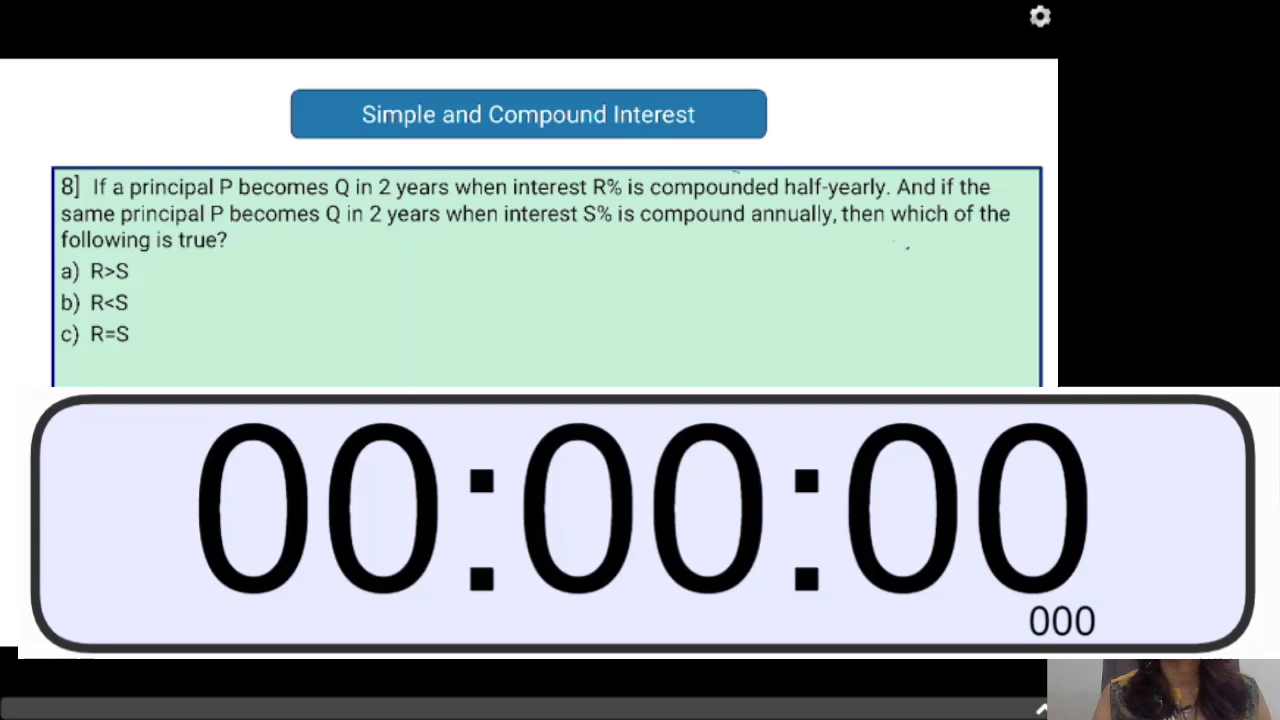 Simple and Compound Interest
8] If a principal P becomes Q in 2 years when interest R% is compounded half-yearly. And if the
same principal P becomes Q in 2 years when interest S% is compound annually, then which of the
following is true?
a) R>S
b) R<S
c) R=S
00:00:00
000